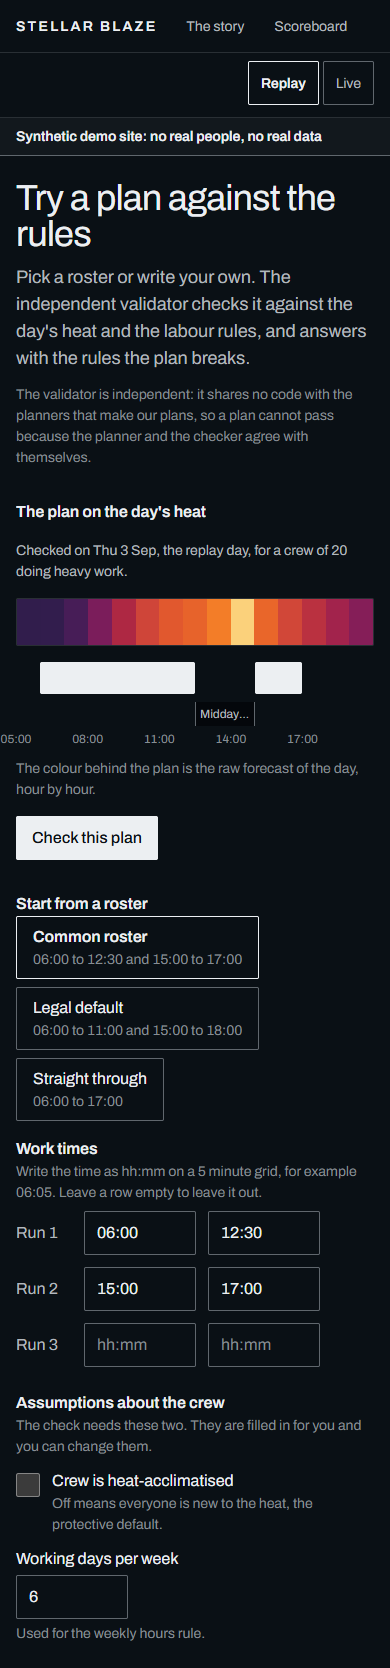 STELLAR BLAZE The story Scoreboard
Replay Live
Synthetic demo site: no real people, no real data
Try a plan against the
rules
Pick a roster or write your own. The
independent validator checks it against the
day's heat and the labour rules, and answers
with the rules the plan breaks.
The validator is independent: it shares no code with the
planners that make our plans, so a plan cannot pass
because the planner and the checker agree with
themselves.
The plan on the day's heat
Checked on Thu 3 Sep, the replay day, for a crew of 20
doing heavy work.
Midday...
05:00 08:00 11:00 14:00 17:00
The colour behind the plan is the raw forecast of the day,
hour by hour.
Check this plan
Start from a roster
Common roster
06:00 to 12:30 and 15:00 to 17:00
Legal default
06:00 to 11:00 and 15:00 to 18:00
Straight through
06:00 to 17:00
Work times
Write the time as hh:mm on a 5 minute grid, for example
06:05. Leave a row empty to leave it out.
Run 1 06:00 12:30
Run 2 15:00 17:00
Run 3 hh:mm hh:mm
Assumptions about the crew
The check needs these two. They are filled in for you and
you can change them.
Crew is heat-acclimatised
Off means everyone is new to the heat, the
protective default.
Working days per week
6
Used for the weekly hours rule.